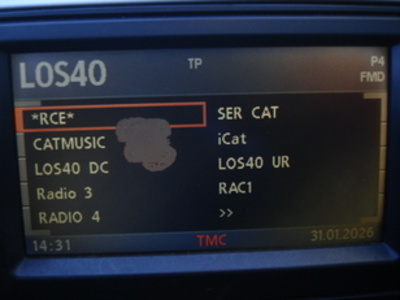 LOS40
TP
P4
FMD
*RCE*
SER CAT
CATMUSIC
iCat
LOS40 DC
LOS40 UR
Radio 3
RAC1
RADIO 4
>>
14:31
TMC
31.01.2026